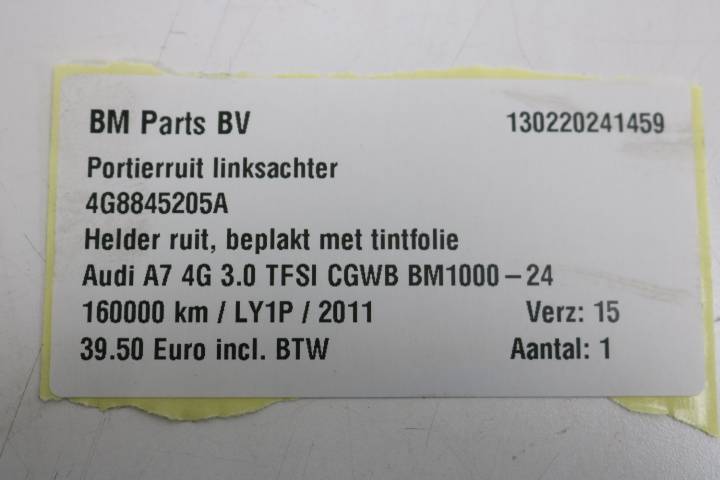 BM Parts BV 130220241459
Portierruit linksachter
4G8845205A
Helder ruit, beplakt met tintfolie
Audi A7 4G 3.0 TFSI CGWB BM1000-24
160000 km / LY1P / 2011 Verz: 15
39.50 Euro incl. BTW Aantal: 1